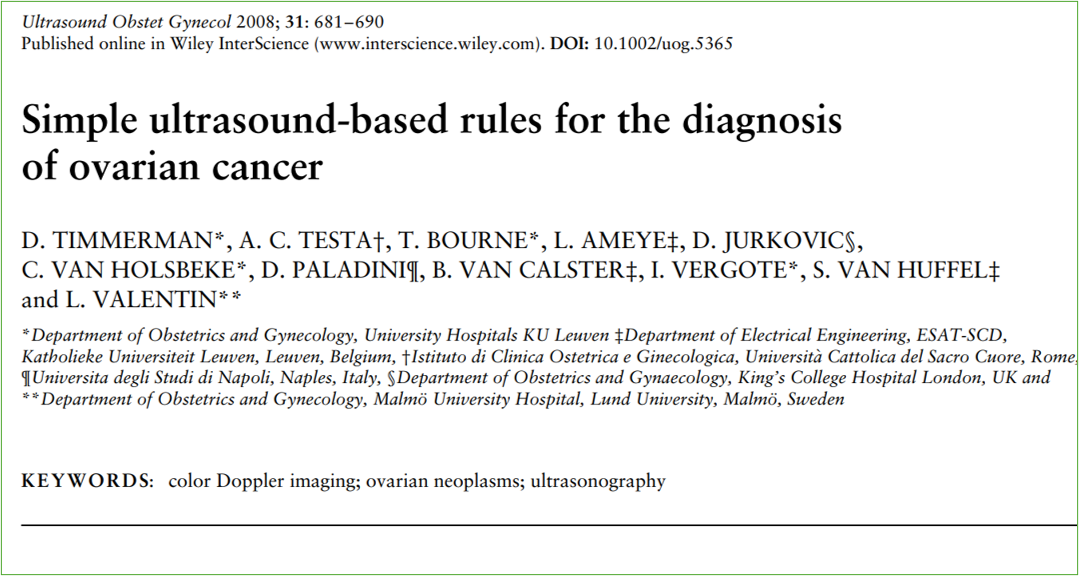 Ultrasound Obstet Gynecol 2008; 31: 681–690
Published online in Wiley InterScience (www.interscience.wiley.com). DOI: 10.1002/uog.5365
Simple ultrasound-based rules for the diagnosis
of ovarian cancer
D. TIMMERMAN*, A. C. TESTA†, T. BOURNE*, L. AMEYE‡, D. JURKOVIC§,
C. VAN HOLSBEKE*, D. PALADINI¶, B. VAN CALSTER‡, I. VERGOTE*, S. VAN HUFFEL‡
and L. VALENTIN**
*Department of Obstetrics and Gynecology, University Hospitals KU Leuven ‡Department of Electrical Engineering, ESAT-SCD,
Katholieke Universiteit Leuven, Leuven, Belgium, †Istituto di Clinica Ostetrica e Ginecologica, Università Cattolica del Sacro Cuore, Rome,
¶Universita degli Studi di Napoli, Naples, Italy, §Department of Obstetrics and Gynaecology, King's College Hospital London, UK and
**Department of Obstetrics and Gynecology, Malmö University Hospital, Lund University, Malmö, Sweden
KEYWORDS: color Doppler imaging; ovarian neoplasms; ultrasonography